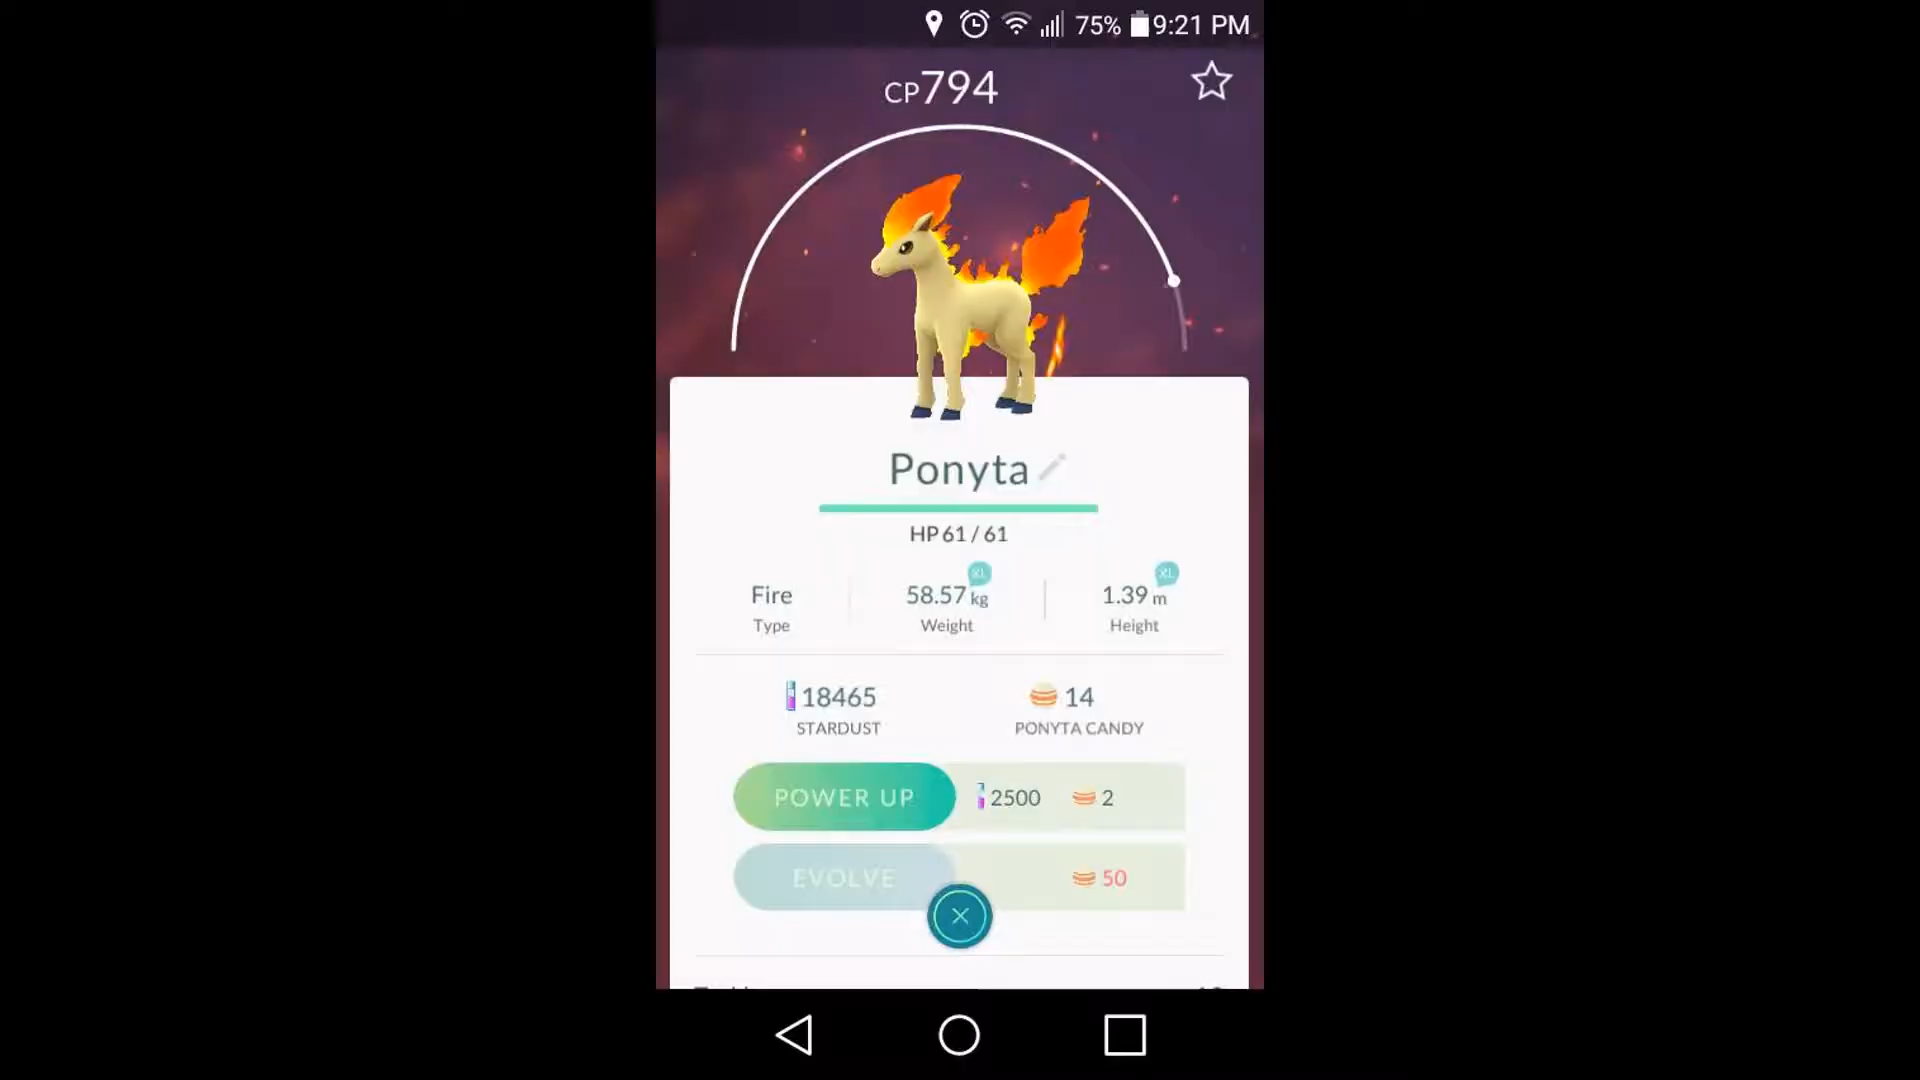 75% 9:21 PM
CP794
Ponyta
HP 61 / 61
XL XL
Fire 58.57 kg 1.39 m
Type Weight Height
18465 14
STARDUST PONYTA CANDY
POWER UP 2500 2
EVOLVE 50